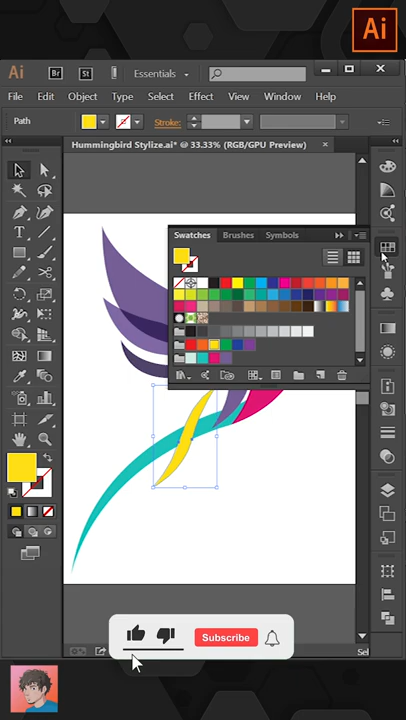 Ai
Ai Br St Essentials
File Edit Object Type Select Effect View Window Help
Path Stroke:
Hummingbird Stylize.ai* @ 33.33% (RGB/GPU Preview) ×
Swatches Brushes Symbols
T
Subscribe
Sel